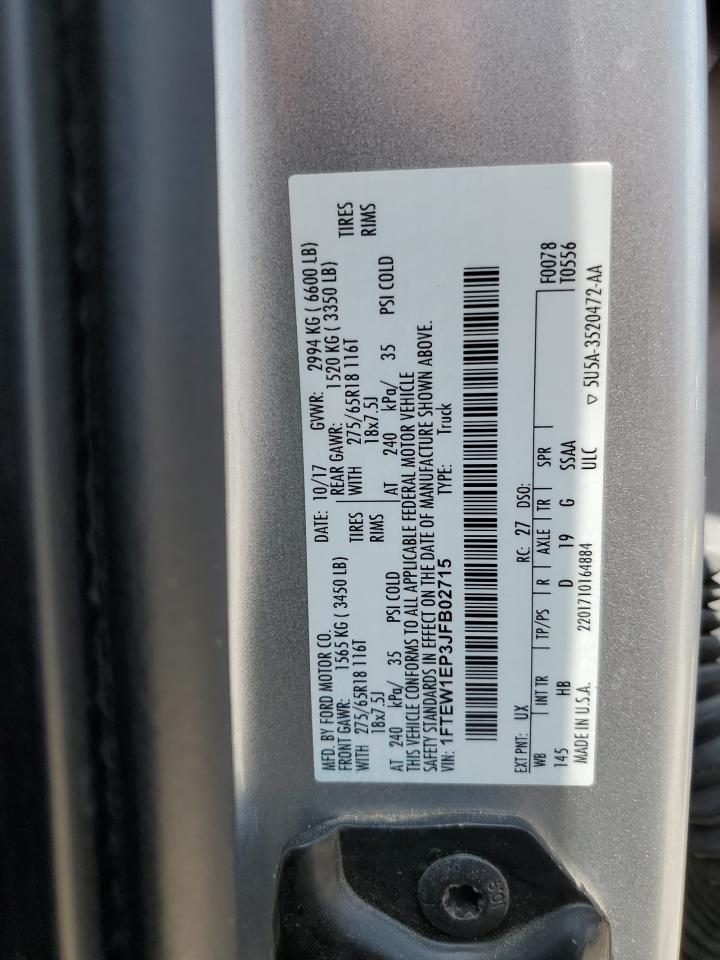 MFD. BY FORD MOTOR CO. DATE: 10/17 GVWR: 2994 KG ( 6600 LB)
FRONT GAWR: 1565 KG (3450 LB) REAR GAWR: 1520 KG ( 3350 LB)
WITH 275/65R18 116T TIRES WITH 275/65R18 116T TIRES
18x7.5J RIMS 18x7.5J RIMS
AT 240 kPa/ 35 PSI COLD AT 240 kPa/ 35 PSI COLD
THIS VEHICLE CONFORMS TO ALL APPLICABLE FEDERAL MOTOR VEHICLE
SAFETY STANDARDS IN EFFECT ON THE DATE OF MANUFACTURE SHOWN ABOVE.
VIN: 1FTEW1EP3JFB02715 TYPE: Truck
EXT PNT: UX RC: 27 DSO:
WB INT TR TP/PS R AXLE TR SPR F0078
145 HB D 19 G SSAA T0556
MADE IN U.S.A. 2201710164884 ULC ▽ 5U5A-3520472-AA
10.9